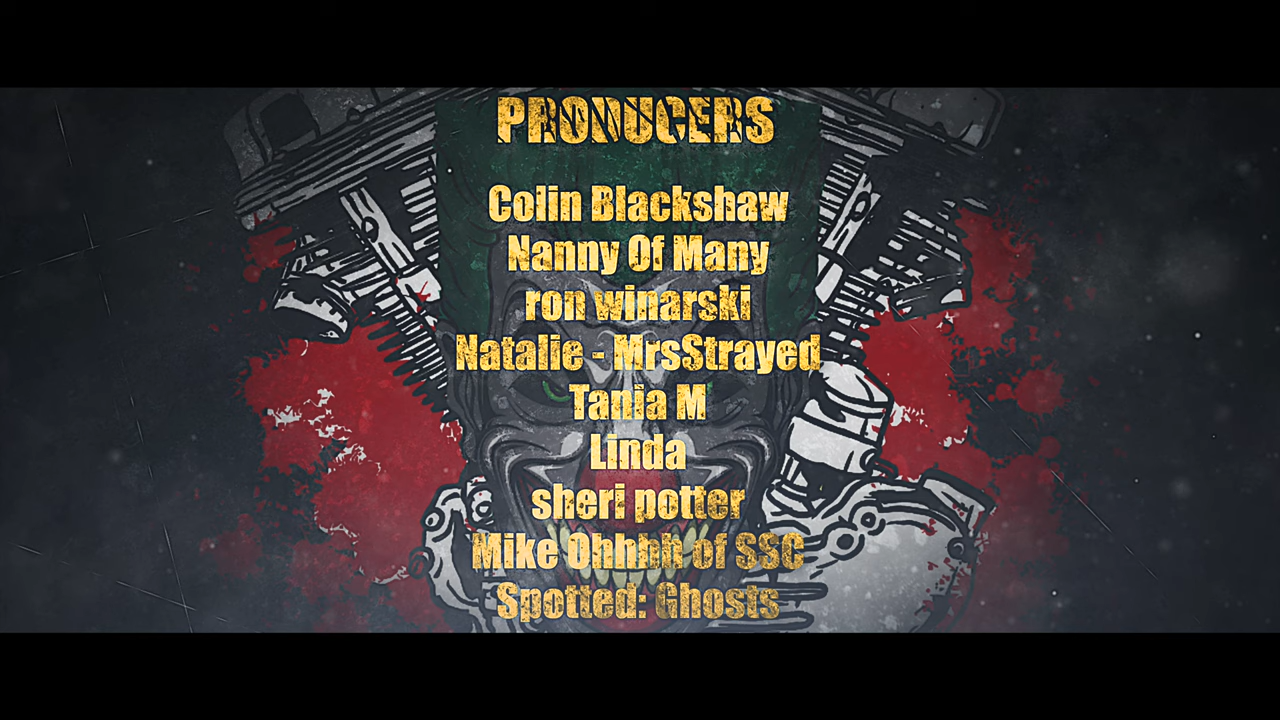 PRODUCERS
Colin Blackshaw
Nanny Of Many
ron winarski
Natalie - MrsStrayed
Tania M
Linda
sheri potter
Mike Ohhhh of SSC
Spotted: Ghosts